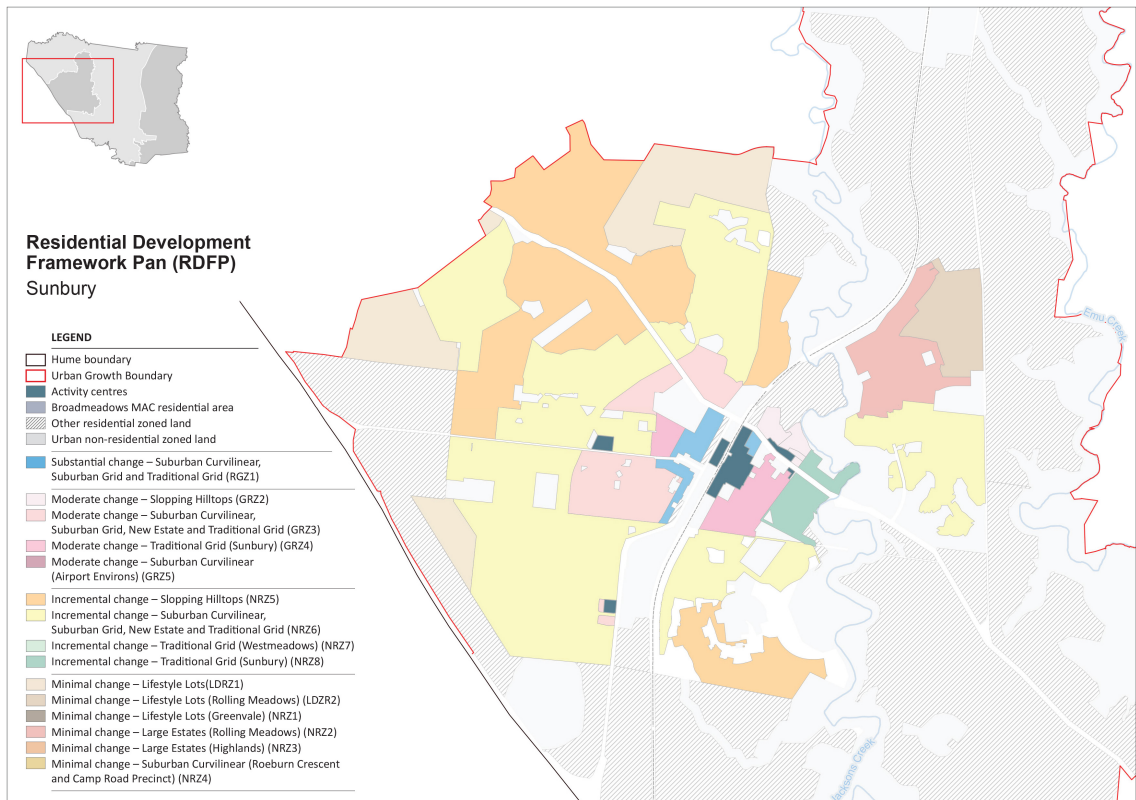 Residential Development
Framework Pan (RDFP)
Sunbury
LEGEND
Hume boundary
Urban Growth Boundary
Activity centres
Broadmeadows MAC residential area
Other residential zoned land
Urban non-residential zoned land
Substantial change – Suburban Curvilinear,
Suburban Grid and Traditional Grid (RGZ1)
Moderate change – Slopping Hilltops (GRZ2)
Moderate change – Suburban Curvilinear,
Suburban Grid, New Estate and Traditional Grid (GRZ3)
Moderate change – Traditional Grid (Sunbury) (GRZ4)
Moderate change – Suburban Curvilinear
(Airport Environs) (GRZ5)
Incremental change – Slopping Hilltops (NRZ5)
Incremental change – Suburban Curvilinear,
Suburban Grid, New Estate and Traditional Grid (NRZ6)
Incremental change – Traditional Grid (Westmeadows) (NRZ7)
Incremental change – Traditional Grid (Sunbury) (NRZ8)
Minimal change – Lifestyle Lots(LDRZ1)
Minimal change – Lifestyle Lots (Rolling Meadows) (LDZR2)
Minimal change – Lifestyle Lots (Greenvale) (NRZ1)
Minimal change – Large Estates (Rolling Meadows) (NRZ2)
Minimal change – Large Estates (Highlands) (NRZ3)
Minimal change – Suburban Curvilinear (Roeburn Crescent
and Camp Road Precinct) (NRZ4)
Emu Creek
Jacksons Creek